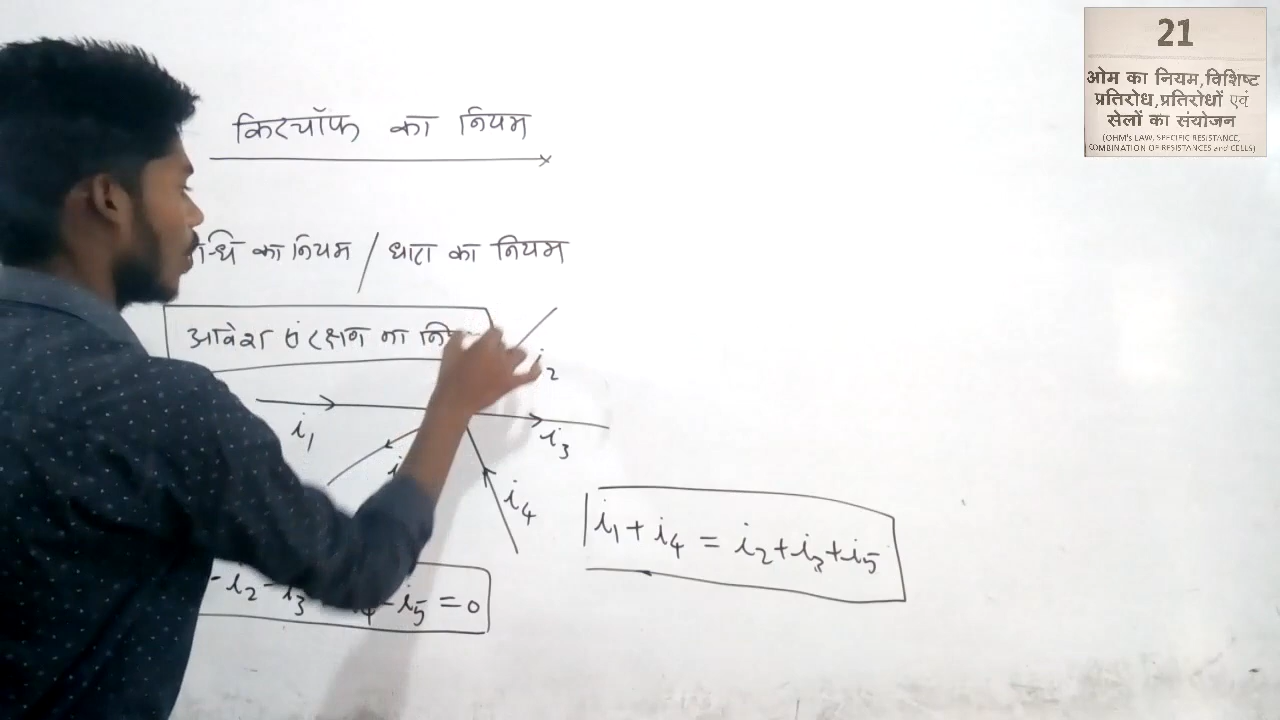 21
ओम का नियम,विशिष्ट
प्रतिरोध,प्रतिरोधों एवं
सेलों का संयोजन
(OHM's LAW, SPECIFIC RESISTANCE,
COMBINATION OF RESISTANCES and CELLS)
किरचॉफ का नियम
का नियम / धारा का नियम
आवेश संरक्षण का
i₂
i₁
i₃
i₄
i₁ + i₄ = i₂+i₃+i₅
-i₂-i₃ -i₅ =0